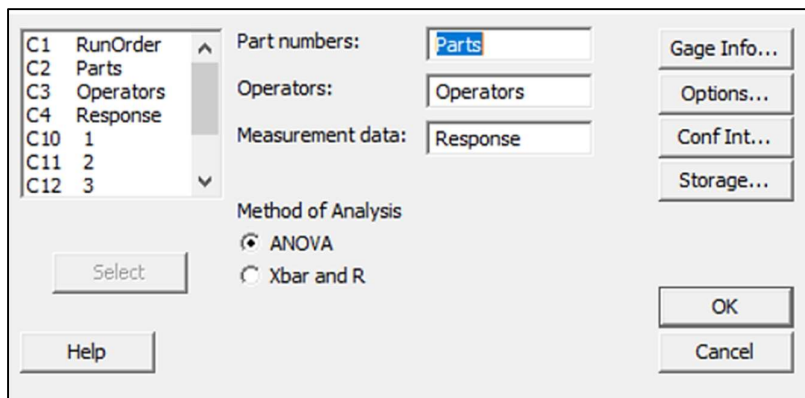 C1 RunOrder
C2 Parts
C3 Operators
C4 Response
C10 1
C11 2
C12 3
Select
Help
Part numbers: Parts
Operators: Operators
Measurement data: Response
Method of Analysis
ANOVA
Xbar and R
Gage Info...
Options...
Conf Int...
Storage...
OK
Cancel